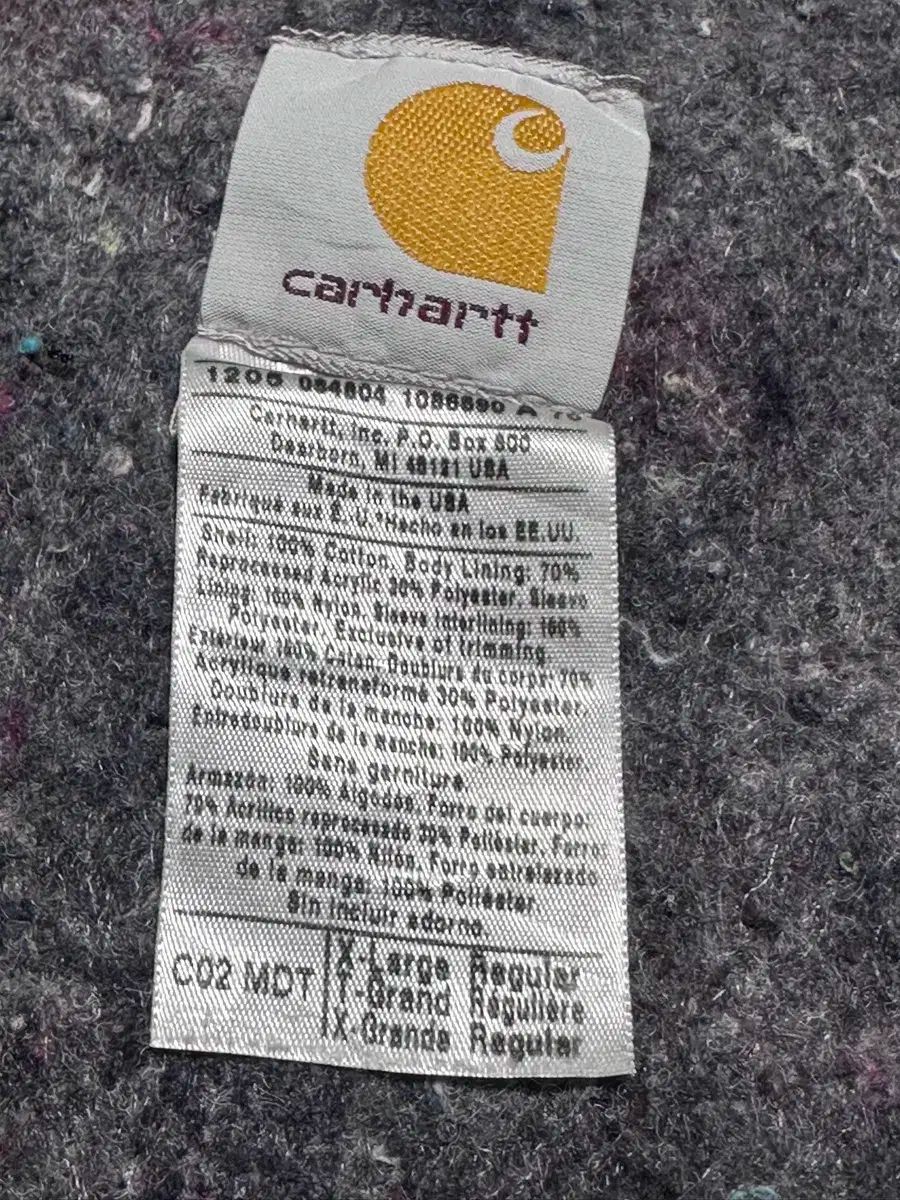 carhartt
1206 084804 1086690 A
Carhartt, Inc. P.O. Box 600
Dearborn, MI 48121 USA
Made in the USA
Fabriqué aux É. U.*Hecho en los EE.UU.
Shell: 100% Cotton. Body Lining: 70%
Reprocessed Acrylic 30% Polyester. Sleeve
Lining: 100% Nylon. Sleeve Interlining: 100%
Polyester. Exclusive of trimming.
Extérieur 100% Coton. Doublure du corps: 70%
Acrylique retransformé 30% Polyester.
Doublure de la manche: 100% Nylon.
Entredoublure de la manche: 100% Polyester.
Sans garniture.
Armazón: 100% Algodon. Forro del cuerpo:
70% Acrílico reprocesado 30% Poliéster. Forro
de la manga: 100% Nilón. Forro entrelazado
de la manga: 100% Poliéster.
Sin incluir adorno.
C02 MDT
X-Large Regular
T-Grand Régulière
X-Grande Regular